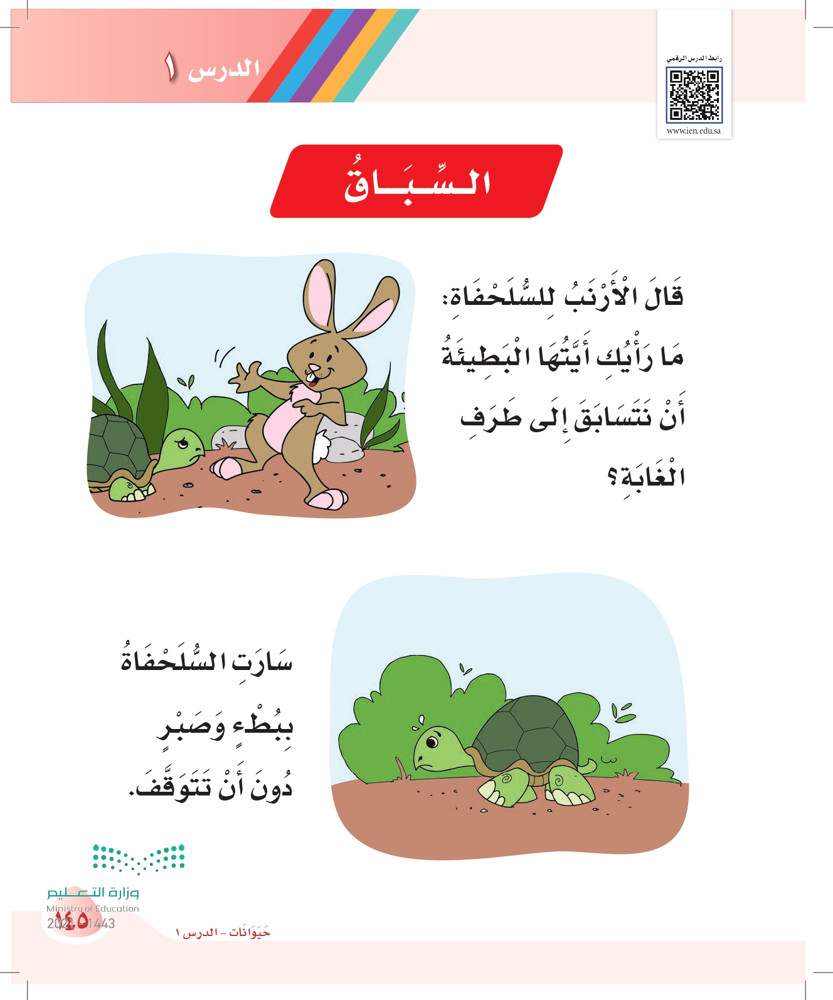 الدرس ١
رابط الدرس الرقمي
www.ien.edu.sa
السِّبَاقُ
قَالَ الْأَرْنَبُ لِلسُّلَحْفَاةِ:
مَا رَأْيُكِ أَيَّتُهَا الْبَطِيئَةُ
أَنْ نَتَسَابَقَ إِلَى طَرَفِ
الْغَابَةِ؟
سَارَتِ السُّلَحْفَاةُ
بِبُطْءٍ وَصَبْرٍ
دُونَ أَنْ تَتَوَقَّفَ.
وزارة التعليم
Ministry of Education
2021 - 1443
١٤٥
حَيَوَانَات - الدرس ١